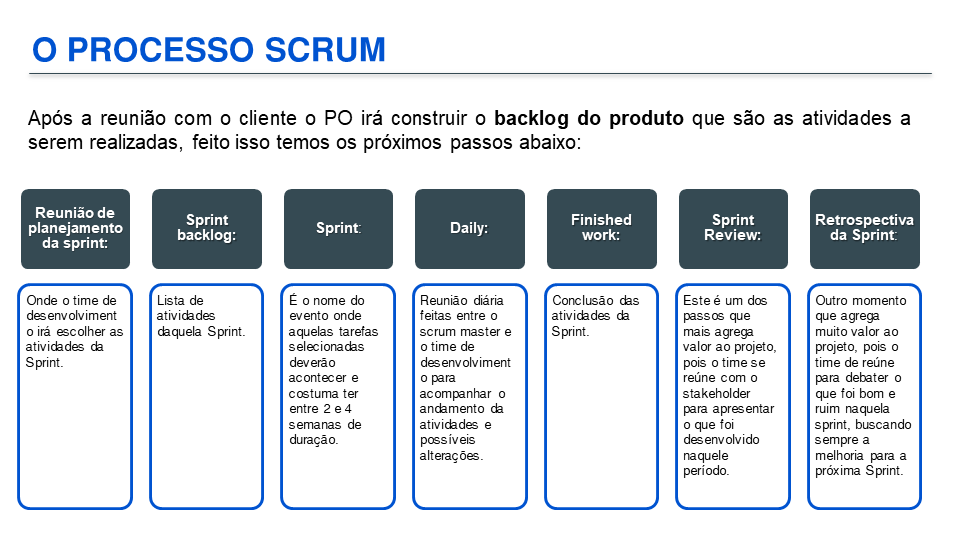 O PROCESSO SCRUM
Após a reunião com o cliente o PO irá construir o backlog do produto que são as atividades a
serem realizadas, feito isso temos os próximos passos abaixo:
Reunião de
planejamento
da sprint:
Onde o time de
desenvolviment
o irá escolher as
atividades da
Sprint.
Sprint
backlog:
Lista de
atividades
daquela Sprint.
Sprint:
É o nome do
evento onde
aquelas tarefas
selecionadas
deverão
acontecer e
costuma ter
entre 2 e 4
semanas de
duração.
Daily:
Reunião diária
feitas entre o
scrum master e
o time de
desenvolviment
o para
acompanhar o
andamento da
atividades e
possíveis
alterações.
Finished
work:
Conclusão das
atividades da
Sprint.
Sprint
Review:
Este é um dos
passos que
mais agrega
valor ao projeto,
pois o time se
reúne com o
stakeholder
para apresentar
o que foi
desenvolvido
naquele
período.
Retrospectiva
da Sprint:
Outro momento
que agrega
muito valor ao
projeto, pois o
time de reúne
para debater o
que foi bom e
ruim naquela
sprint, buscando
sempre a
melhoria para a
próxima Sprint.